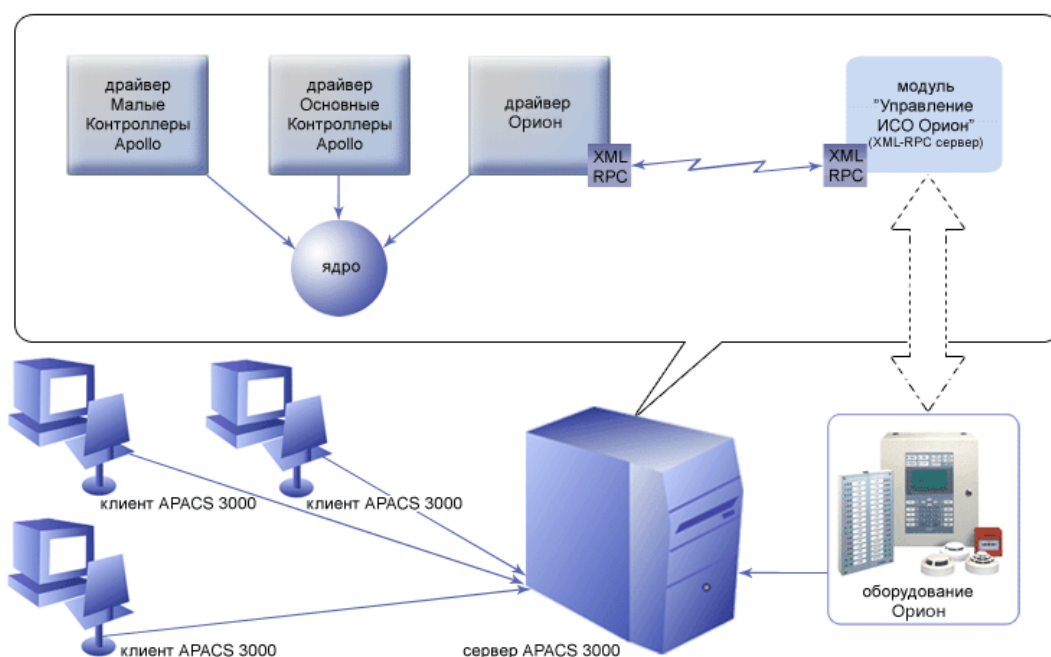 драйвер
Малые
Контроллеры
Apollo
драйвер
Основные
Контроллеры
Apollo
драйвер
Орион
XML
RPC
XML
RPC
модуль
"Управление
ИСО Орион"
(XML-RPC сервер)
ядро
клиент APACS 3000
клиент APACS 3000
клиент APACS 3000
сервер APACS 3000
оборудование
Орион